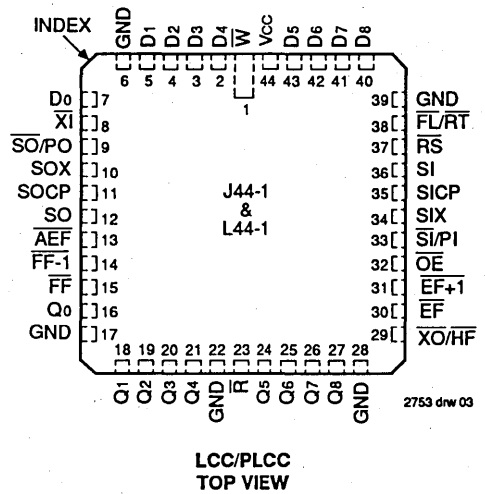 INDEX
GND D1 D2 D3 D4 W Vcc D5 D6 D7 D8
6 5 4 3 2 44 43 42 41 40
1
D0 7
XI 8
SO/PO 9
SOX 10
SOCP 11
SO 12
AEF 13
FF-1 14
FF 15
Q0 16
GND 17
J44-1
&
L44-1
39 GND
38 FL/RT
37 RS
36 SI
35 SICP
34 SIX
33 SI/PI
32 OE
31 EF+1
30 EF
29 XO/HF
18 19 20 21 22 23 24 25 26 27 28
Q1 Q2 Q3 Q4 GND R Q5 Q6 Q7 Q8 GND
2753 drw 03
LCC/PLCC
TOP VIEW